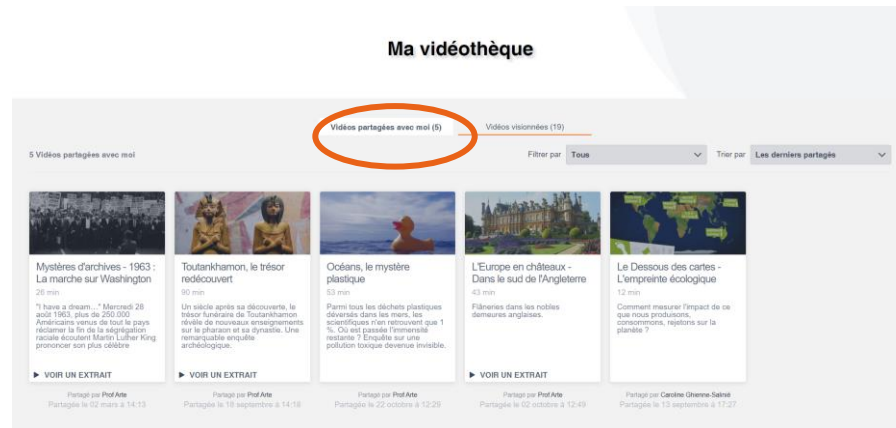 Ma vidéothèque
Vidéos partagées avec moi (5)
Vidéos visionnées (19)
5 Vidéos partagées avec moi
Filtrer par
Tous
Trier par
Les derniers partagés
Mystères d'archives - 1963 :
La marche sur Washington
26 min
"I have a dream..." Mercredi 28
août 1963, plus de 250.000
Américains venus de tout le pays
réclamer la fin de la ségrégation
raciale écoutent Martin Luther King
prononcer son plus célèbre
VOIR UN EXTRAIT
Partagé par Prof Arte
Partagée le 02 mars à 14:13
Toutankhamon, le trésor
redécouvert
90 min
Un siècle après sa découverte, le
trésor funéraire de Toutankhamon
révèle de nouveaux enseignements
sur le pharaon et sa dynastie. Une
remarquable enquête
archéologique.
VOIR UN EXTRAIT
Partagé par Prof Arte
Partagée le 18 septembre à 14:18
Océans, le mystère
plastique
53 min
Parmi tous les déchets plastiques
déversés dans les mers, les
scientifiques n'en retrouvent que 1
%. Où est passée l'immensité
restante ? Enquête sur une
pollution toxique devenue invisible.
Partagé par Prof Arte
Partagée le 22 octobre à 12:29
L'Europe en châteaux -
Dans le sud de l'Angleterre
43 min
Flâneries dans les nobles
demeures anglaises.
VOIR UN EXTRAIT
Partagé par Prof Arte
Partagée le 02 octobre à 12:49
Le Dessous des cartes -
L'empreinte écologique
12 min
Comment mesurer l'impact de ce
que nous produisons,
consommons, rejetons sur la
planète ?
Partagé par Caroline
Partagée le 13 septembre à 17:27